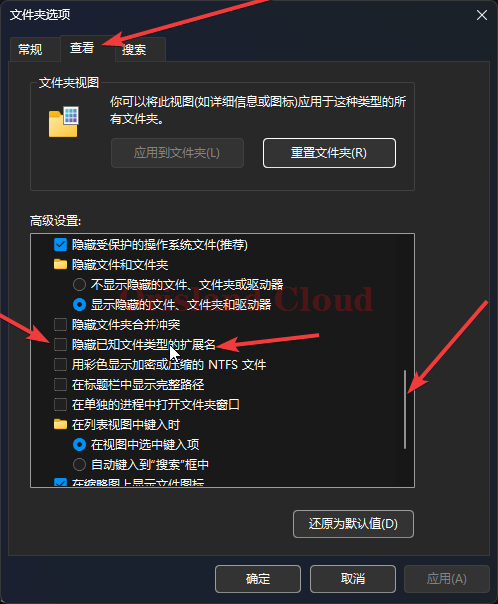 文件夹选项
常规
查看
搜索
文件夹视图
你可以将此视图(如详细信息或图标)应用于这种类型的所
有文件夹。
应用到文件夹(L)
重置文件夹(R)
高级设置:
隐藏受保护的操作系统文件(推荐)
隐藏文件和文件夹
不显示隐藏的文件、文件夹或驱动器
显示隐藏的文件、文件夹和驱动器
Cloud
隐藏文件夹合并冲突
隐藏已知文件类型的扩展名
用彩色显示加密或压缩的 NTFS 文件
在标题栏中显示完整路径
在单独的进程中打开文件夹窗口
在列表视图中键入时
在视图中选中键入项
自动键入到"搜索"框中
在缩略图上显示文件图标
还原为默认值(D)
确定
取消
应用(A)